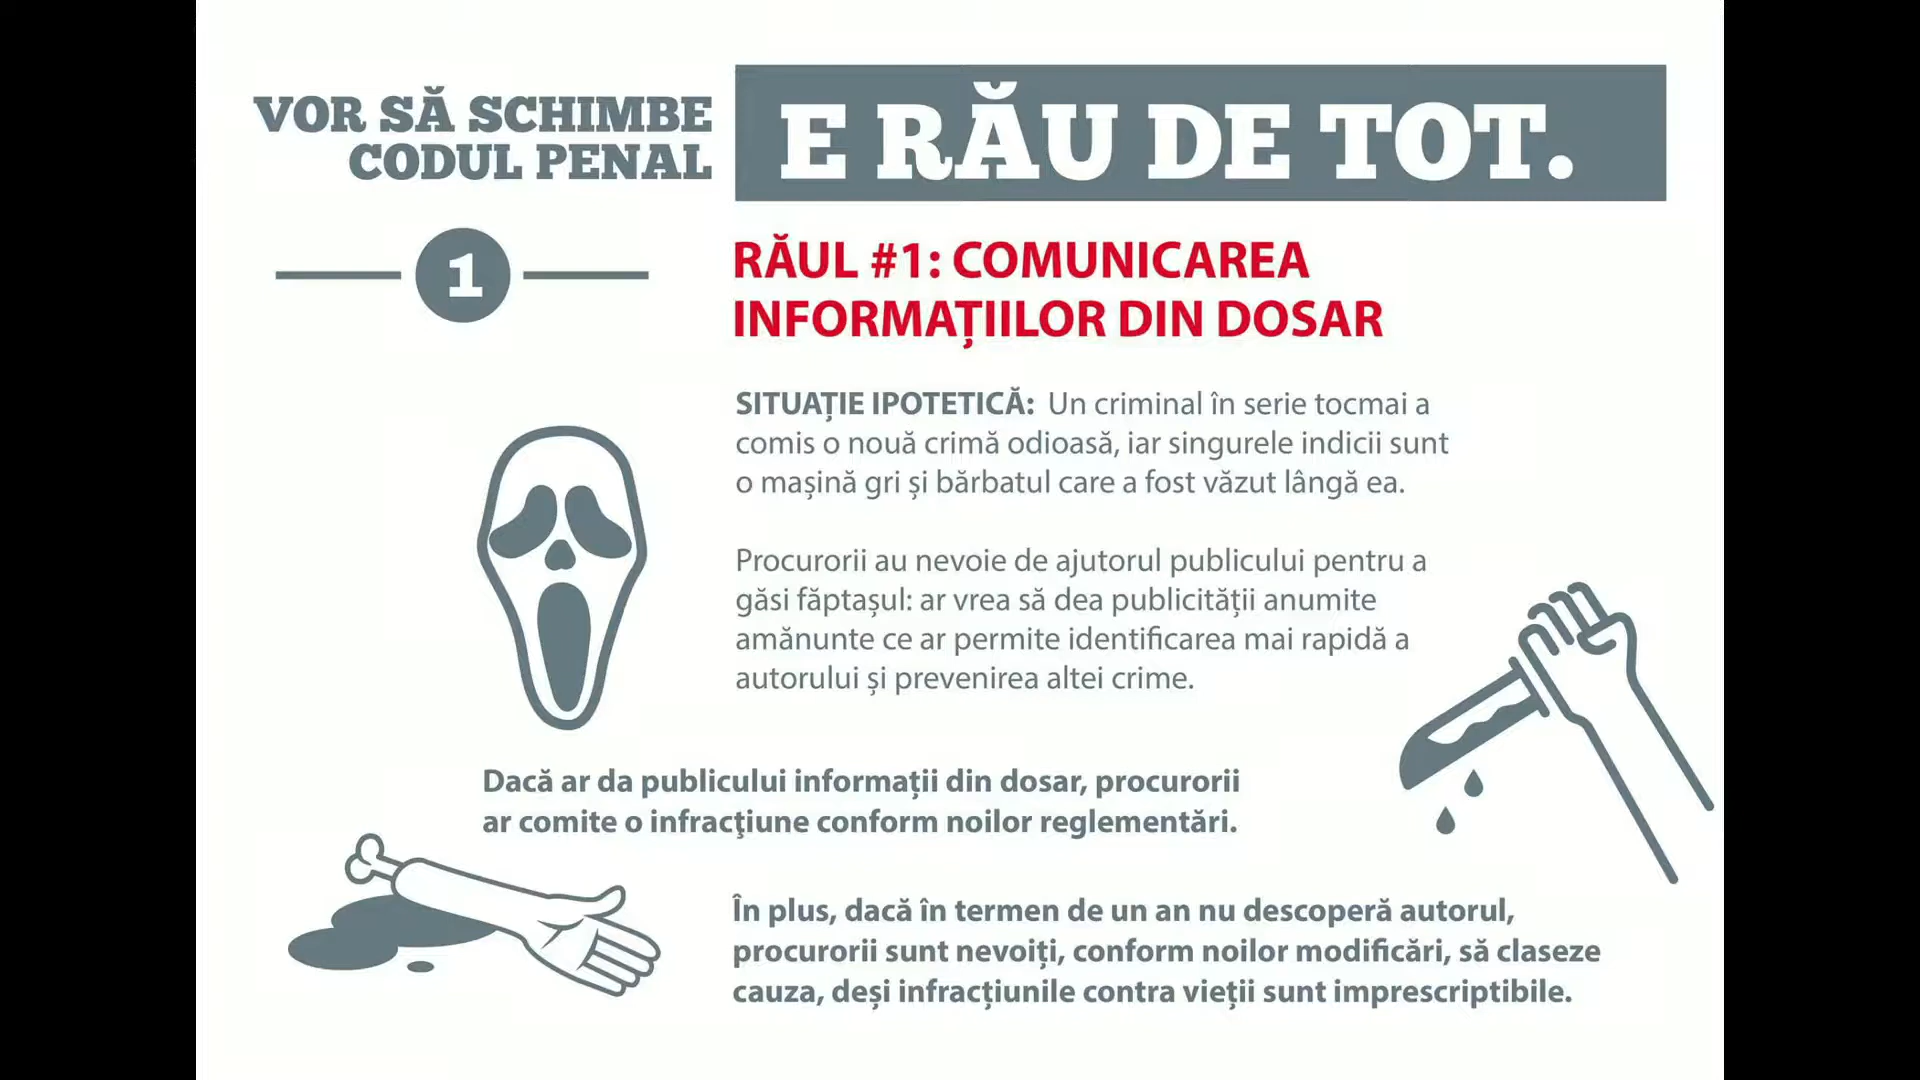 VOR SĂ SCHIMBE
CODUL PENAL
E RĂU DE TOT.
1
RĂUL #1: COMUNICAREA
INFORMAȚIILOR DIN DOSAR
SITUAȚIE IPOTETICĂ: Un criminal în serie tocmai a
comis o nouă crimă odioasă, iar singurele indicii sunt
o mașină gri și bărbatul care a fost văzut lângă ea.
Procurorii au nevoie de ajutorul publicului pentru a
găsi făptașul: ar vrea să dea publicității anumite
amănunte ce ar permite identificarea mai rapidă a
autorului și prevenirea altei crime.
Dacă ar da publicului informații din dosar, procurorii
ar comite o infracţiune conform noilor reglementări.
În plus, dacă în termen de un an nu descoperă autorul,
procurorii sunt nevoiți, conform noilor modificări, să claseze
cauza, deși infracțiunile contra vieții sunt imprescriptibile.